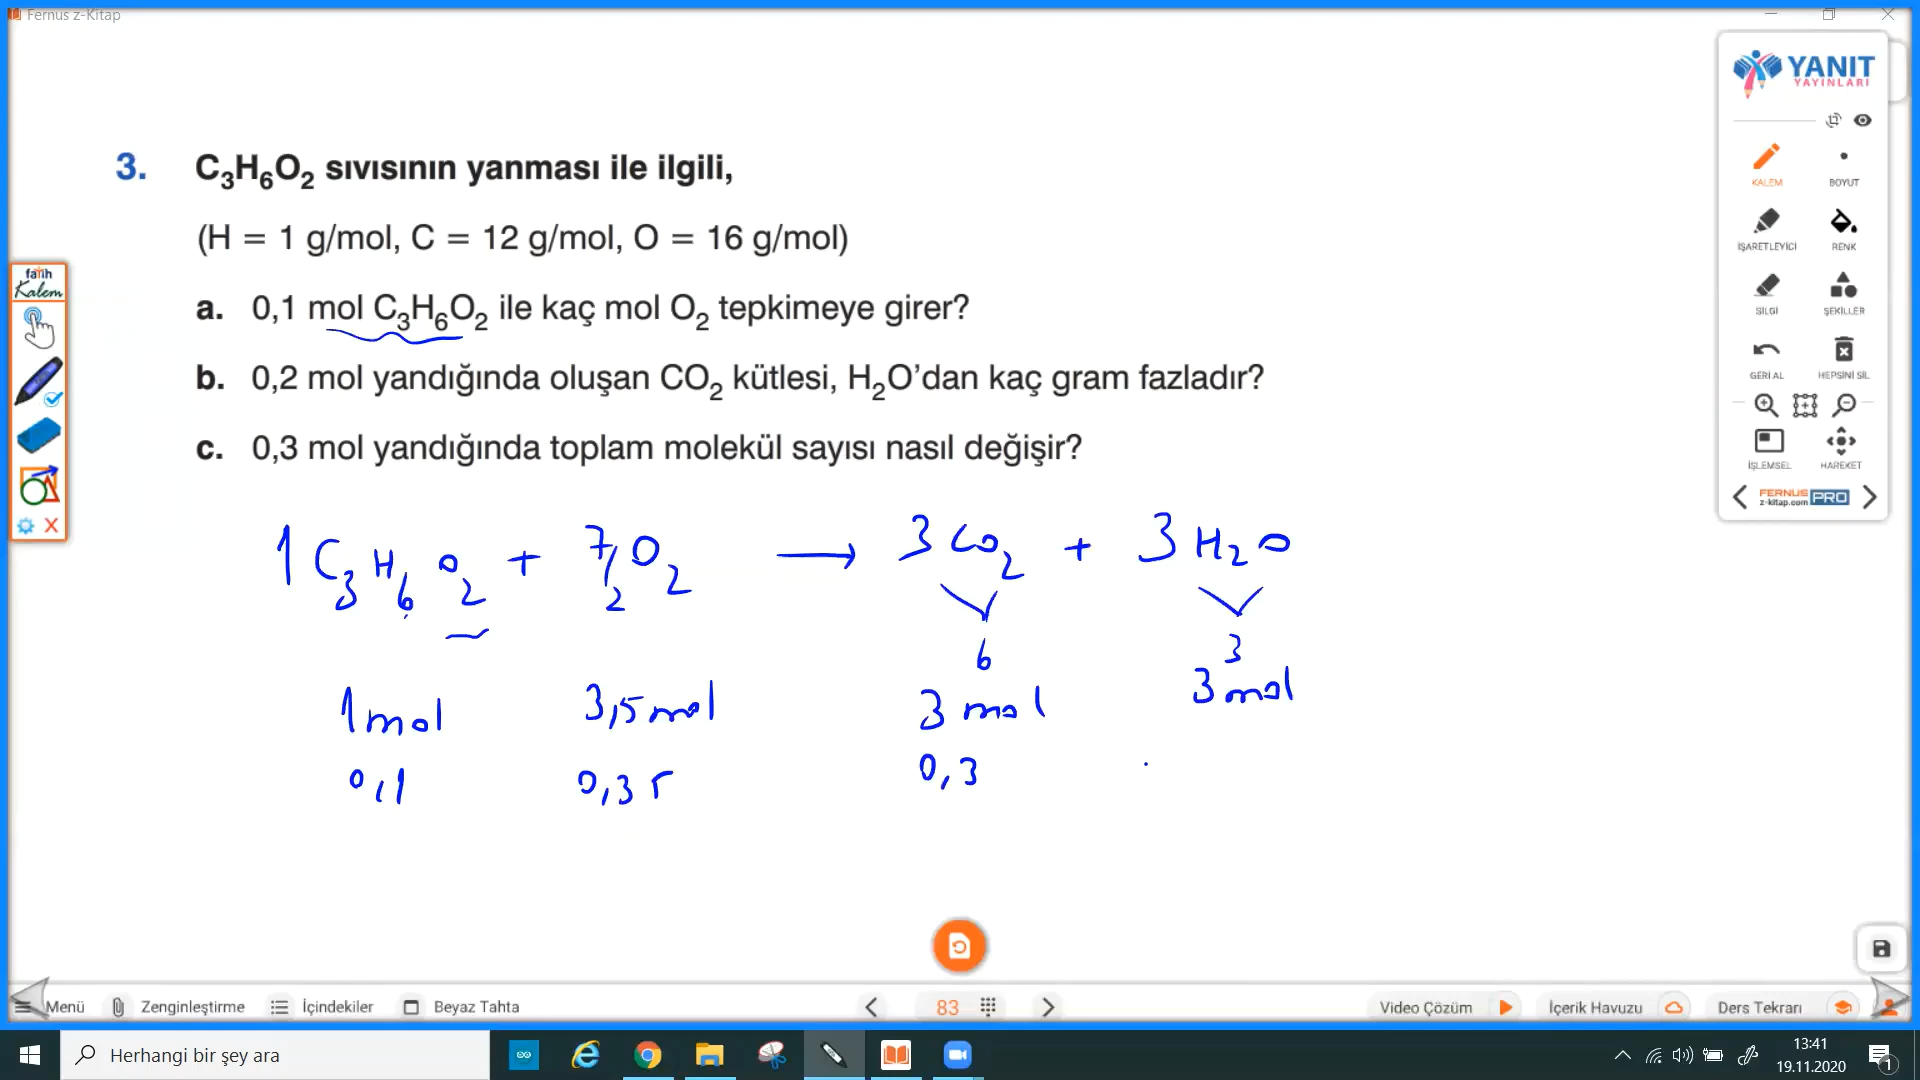 Fernus z-Kitap
YANIT
YAYINLARI
3. C3H6O2 sıvısının yanması ile ilgili,
(H = 1 g/mol, C = 12 g/mol, O = 16 g/mol)
a. 0,1 mol C3H6O2 ile kaç mol O2 tepkimeye girer?
b. 0,2 mol yandığında oluşan CO2 kütlesi, H2O'dan kaç gram fazladır?
c. 0,3 mol yandığında toplam molekül sayısı nasıl değişir?
1 C3H6O2 + 7/2 O2 → 3 CO2 + 3 H2O
6 3
1 mol 3,5 mol 3 mol 3 mol
0,1 0,35 0,3
fatih
Kalem
KALEM BOYUT
İŞARETLEYİCİ RENK
SİLGİ ŞEKİLLER
GERİ AL HEPSİNİ SİL
İŞLEMSEL HAREKET
FERNUS
z-kitap.com PRO
Menü Zenginleştirme İçindekiler Beyaz Tahta 83 Video Çözüm İçerik Havuzu Ders Tekrarı
Herhangi bir şey ara
13:41
19.11.2020
1